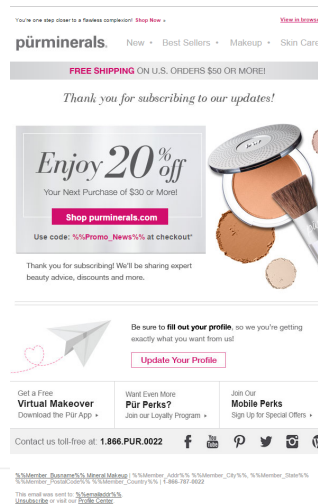 You're one step closer to a flawless complexion! Shop Now »
View in browse
pürminerals. New • Best Sellers • Makeup • Skin Care
FREE SHIPPING ON U.S. ORDERS $50 OR MORE!
Thank you for subscribing to our updates!
Enjoy 20% off
Your Next Purchase
of $30 or More!
Shop purminerals.com
Use code: %%Promo_News%% at checkout*
Thank you for subscribing! We'll be sharing expert
beauty advice, discounts and more.
Be sure to fill out your profile, so we you're getting
exactly what you want from us!
Update Your Profile
Get a Free
Virtual Makeover
Download the Pür App ▸
Want Even More
Pür Perks?
Join our Loyalty Program ▸
Join Our
Mobile Perks
Sign Up for Special Offers ▸
Contact us toll-free at: 1.866.PUR.0022
%%Member_Busname%% Mineral Makeup | %%Member_Addr%% %%Member_City%%, %%Member_State%%
%%Member_PostalCode%% %%Member_Country%% | 1-866-787-0022
This email was sent to: %%emailaddr%%
Unsubscribe or visit our Profile Center